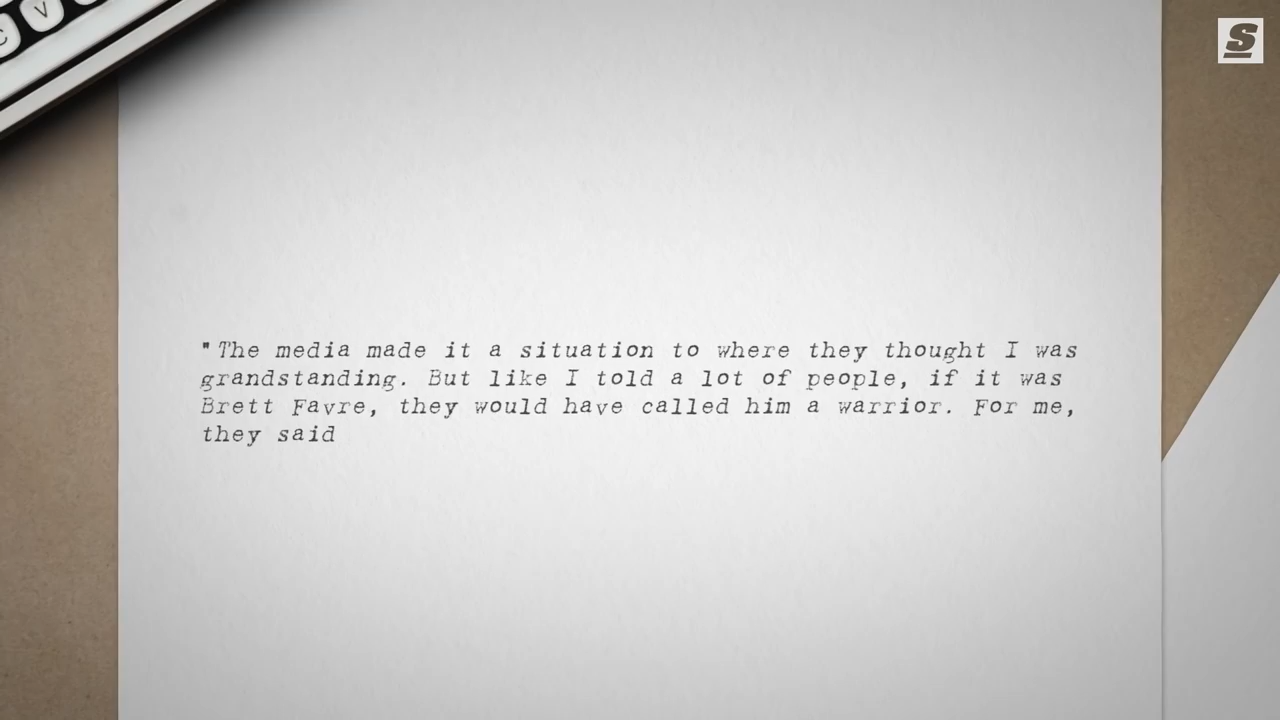 C V
S
"The media made it a situation to where they thought I was
grandstanding. But like I told a lot of people, if it was
Brett Favre, they would have called him a warrior. For me,
they said